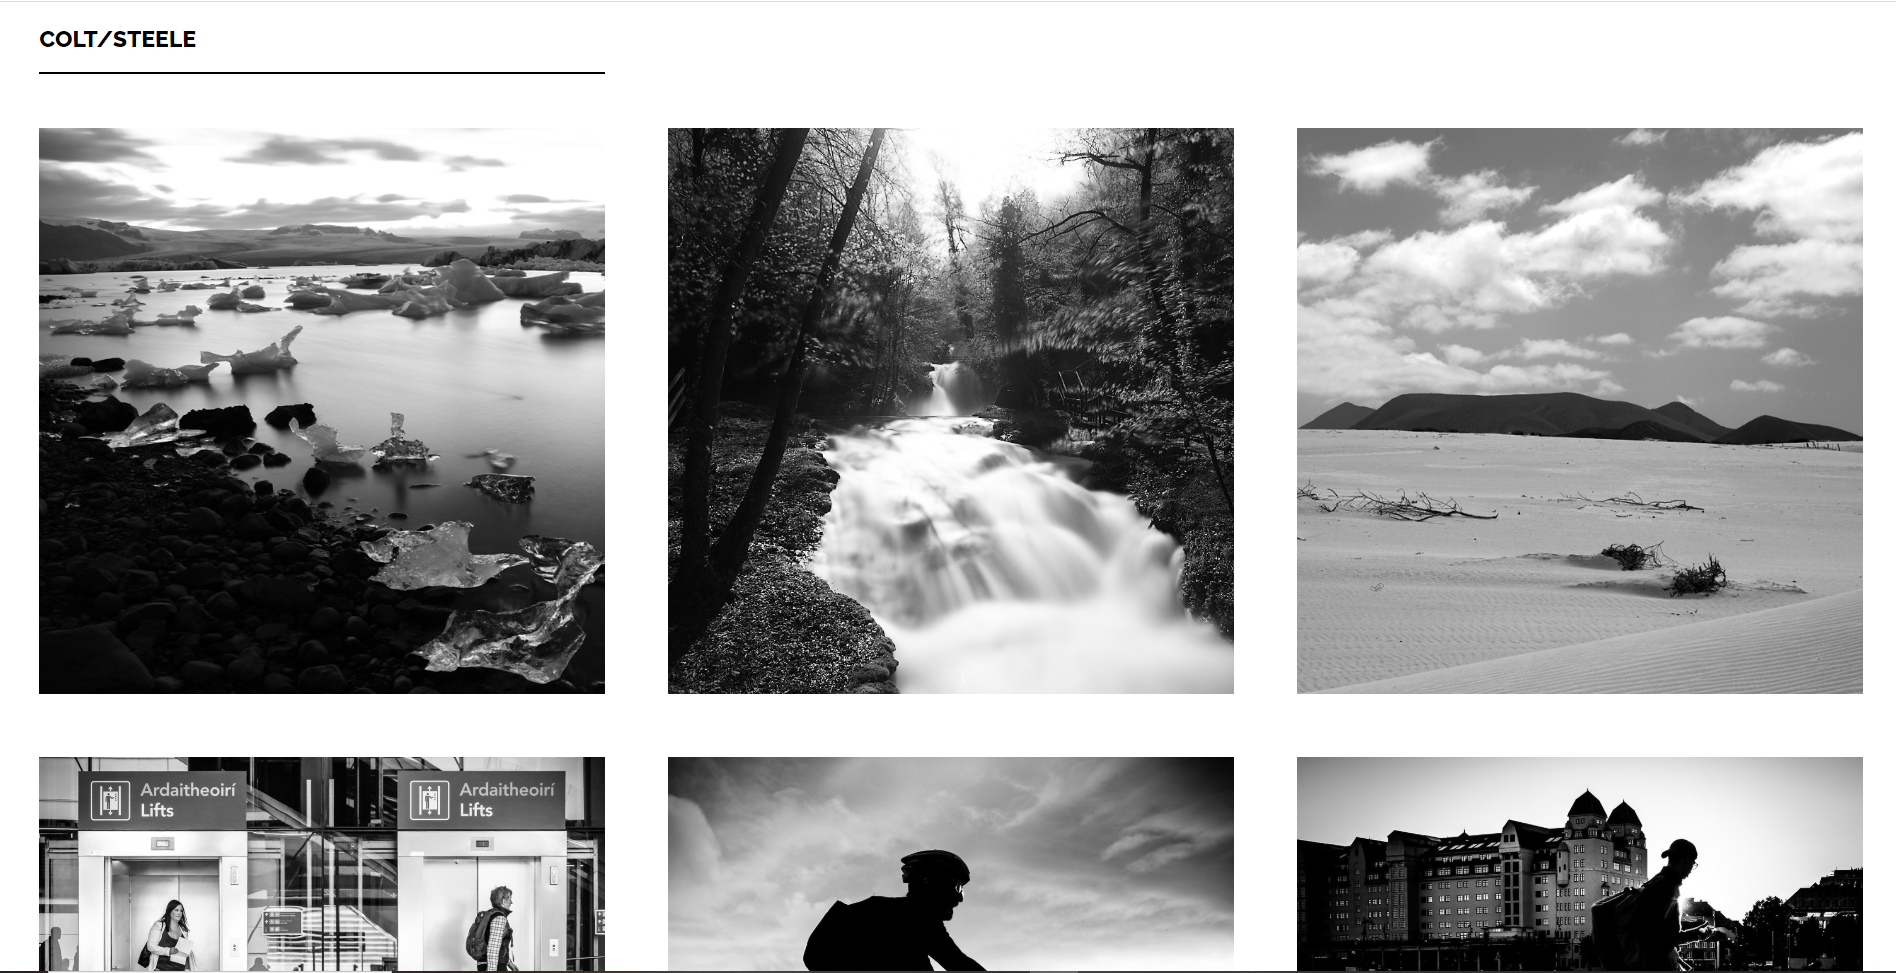 COLT/STEELE
Ardaitheoirí
Lifts
Ardaitheoirí
Lifts